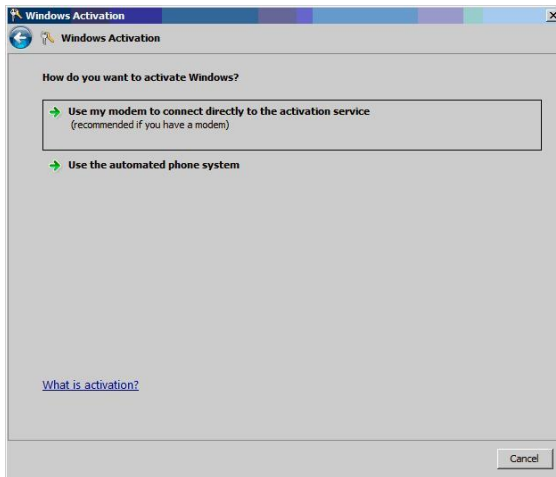 Windows Activation
Windows Activation
How do you want to activate Windows?
Use my modem to connect directly to the activation service
(recommended if you have a modem)
Use the automated phone system
What is activation?
Cancel